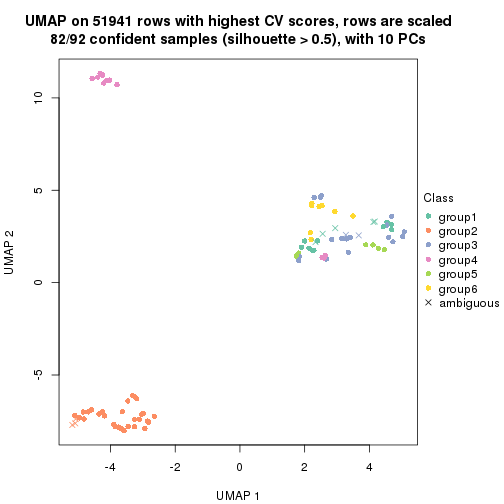 UMAP on 51941 rows with highest CV scores, rows are scaled
82/92 confident samples (silhouette > 0.5), with 10 PCs
10
5
0
-5
UMAP 2
-4
-2
0
2
4
UMAP 1
Class
group1
group2
group3
group4
group5
group6
ambiguous